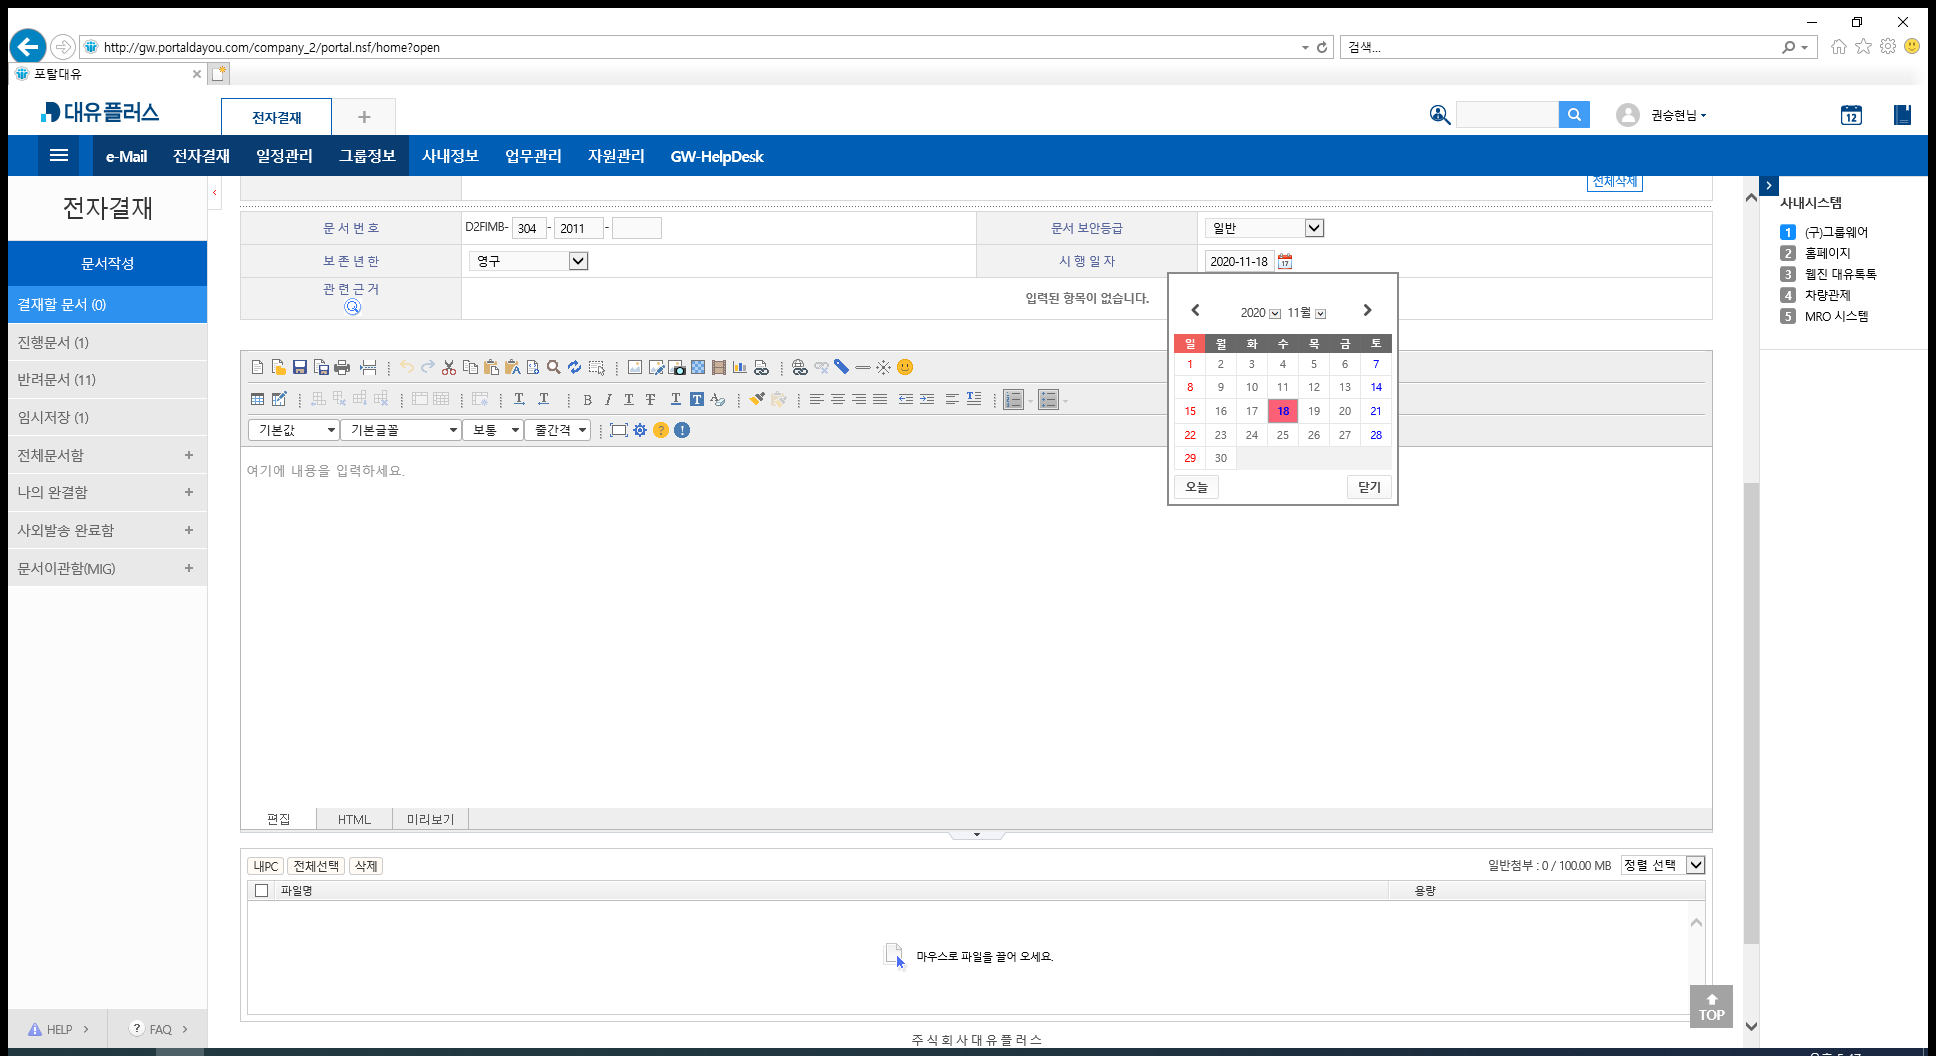 http://gw.portaldayou.com/company_2/portal.nsf/home?open
검색...
포탈대유
대유플러스
전자결재
+
12
권승현님
e-Mail 전자결재 일정관리 그룹정보 사내정보 업무관리 자원관리 GW-HelpDesk
전자결재
문서작성
결재할 문서 (0)
진행문서 (1)
반려문서 (11)
임시저장 (1)
전체문서함 +
나의 완결함 +
사외발송 완료함 +
문서이관함(MIG) +
HELP
? FAQ
전체삭제
문 서 번 호 D2FIMB- 304 - 2011 - 문서 보안등급 일반
보 존 년 한 영구 시 행 일 자 2020-11-18 17
관 련 근 거 입력된 항목이 없습니다.
2020 11월
일 월 화 수 목 금 토
1 2 3 4 5 6 7
8 9 10 11 12 13 14
15 16 17 18 19 20 21
22 23 24 25 26 27 28
29 30
오늘 닫기
기본값 기본글꼴 보통 줄간격
여기에 내용을 입력하세요.
편집 HTML 미리보기
내PC 전체선택 삭제 일반첨부 : 0 / 100.00 MB 정렬 선택
파일명 용량
마우스로 파일을 끌어 오세요.
TOP
주 식 회 사 대 유 플 러 스
사내시스템
1 (구)그룹웨어
2 홈페이지
3 웹진 대유톡톡
4 차량관제
5 MRO 시스템